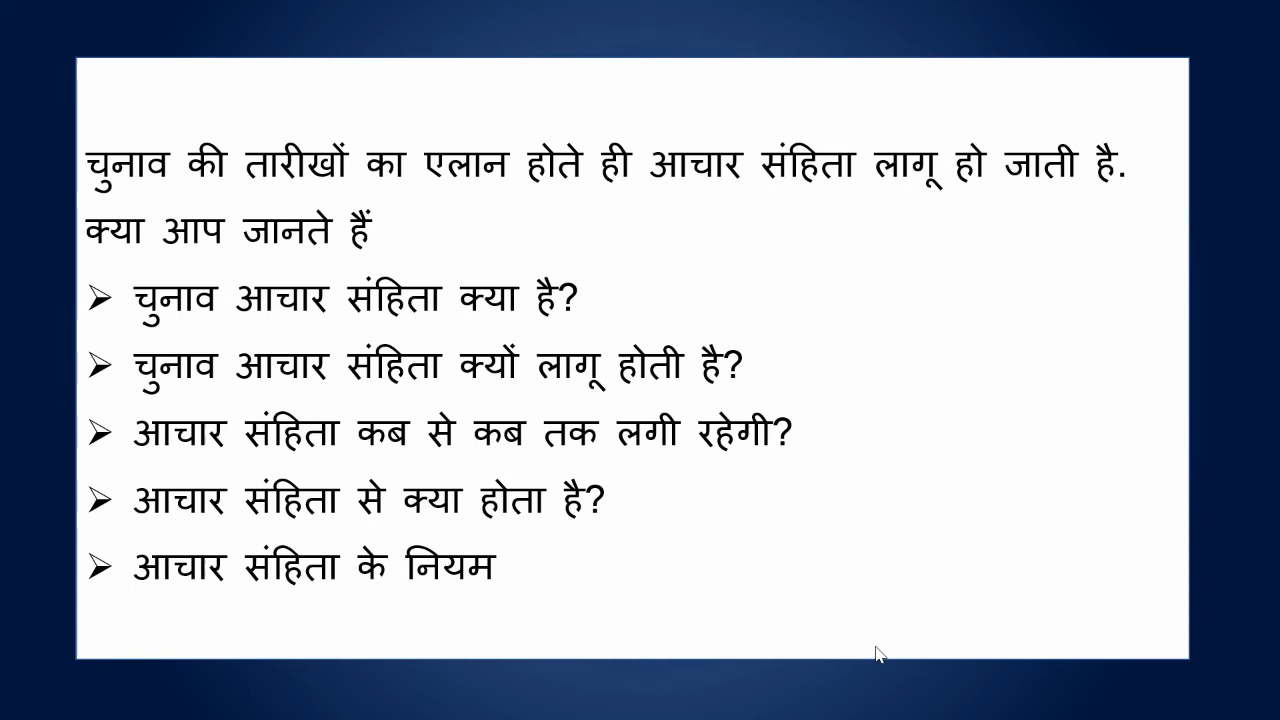 चुनाव की तारीखों का एलान होते ही आचार संहिता लागू हो जाती है.
क्या आप जानते हैं
➢ चुनाव आचार संहिता क्या है?
➢ चुनाव आचार संहिता क्यों लागू होती है?
➢ आचार संहिता कब से कब तक लगी रहेगी?
➢ आचार संहिता से क्या होता है?
➢ आचार संहिता के नियम